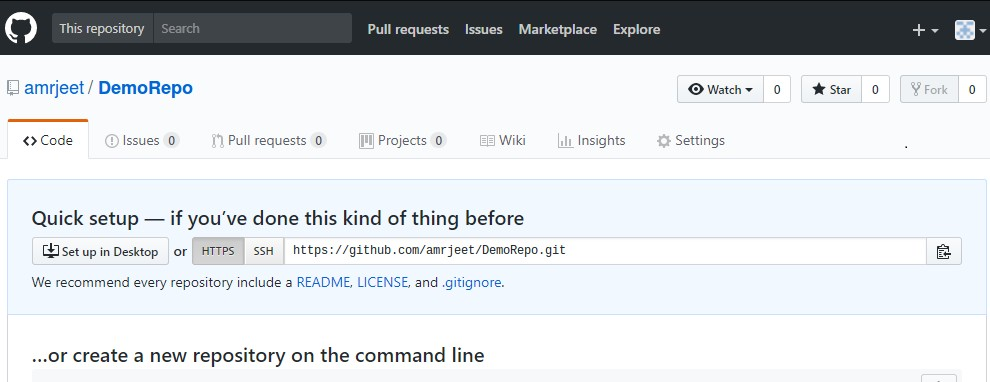 This repository Search Pull requests Issues Marketplace Explore
amrjeet / DemoRepo Watch 0 Star 0 Fork 0
Code Issues 0 Pull requests 0 Projects 0 Wiki Insights Settings
Quick setup — if you’ve done this kind of thing before
Set up in Desktop or HTTPS SSH https://github.com/amrjeet/DemoRepo.git
We recommend every repository include a README, LICENSE, and .gitignore.
…or create a new repository on the command line